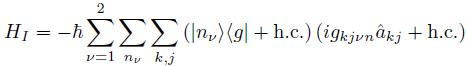 $H_I = -\hbar \sum_{\nu=1}^{2} \sum_{n_\nu} \sum_{k,j} \left( |n_\nu\rangle\langle g| + \text{h.c.} \right) \left( i g_{kj\nu n} \hat{a}_{kj} + \text{h.c.} \right)$